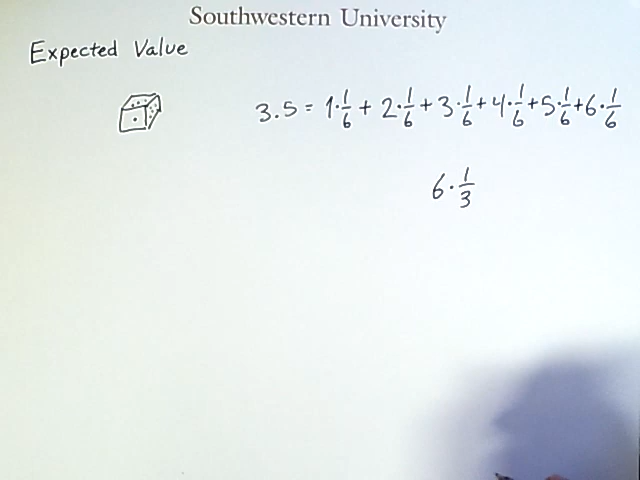 Southwestern University
Expected Value
3.5 = 1·1/6 + 2·1/6 + 3·1/6 + 4·1/6 + 5·1/6 + 6·1/6
6·1/3